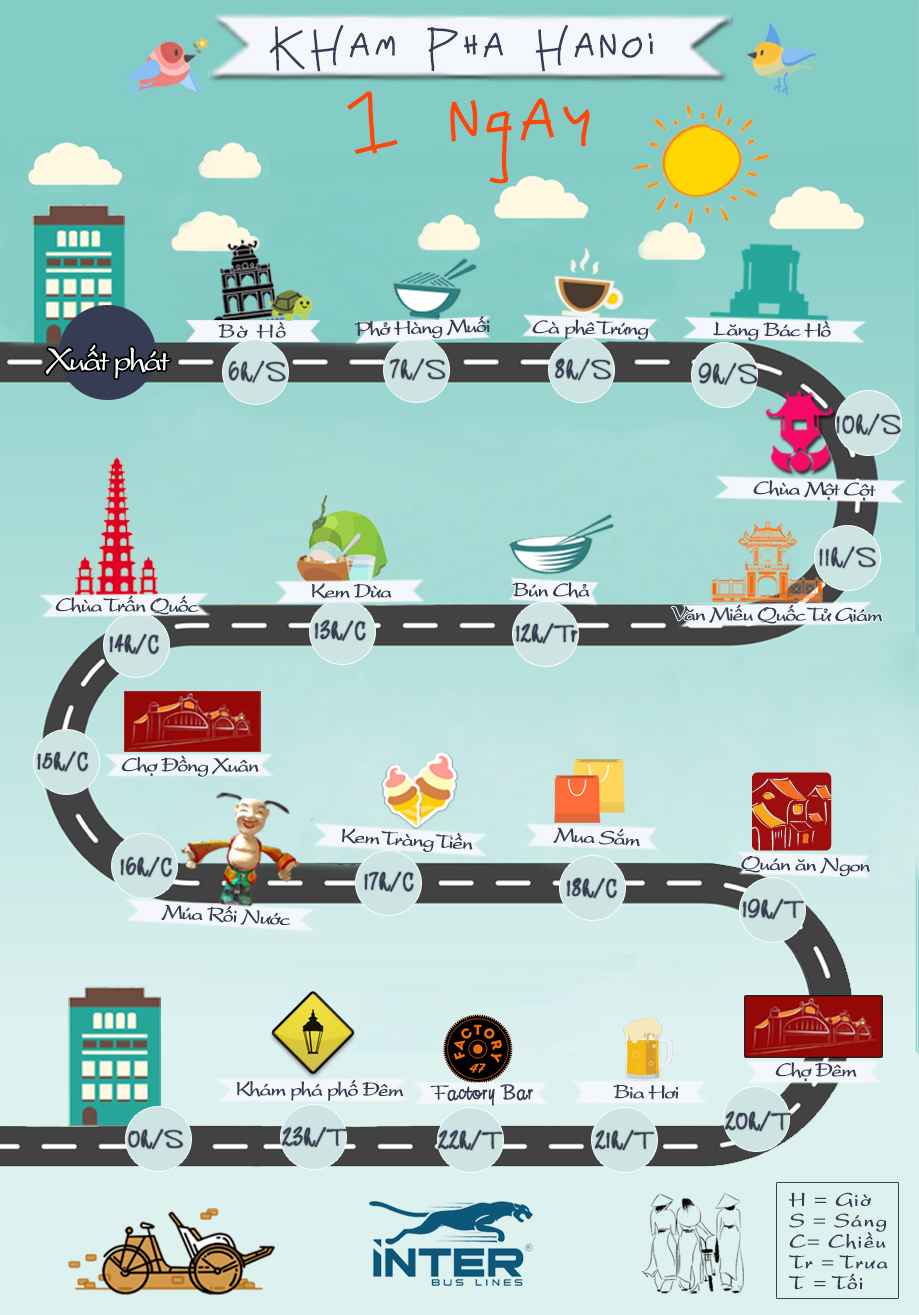 KHAM PHA HANOI
1 NgAy
Bờ Hồ
Phở Hàng Muối
Cà phê Trứng
Lăng Bác Hồ
Xuất phát
6h/S
7h/S
8h/S
9h/S
10h/S
Chùa Một Cột
11h/S
Văn Miếu Quốc Tử Giám
Bún Chả
12h/Tr
Kem Dừa
13h/C
Chùa Trấn Quốc
14h/C
Chợ Đồng Xuân
15h/C
16h/C
Múa Rối Nước
Kem Tràng Tiền
17h/C
Mua Sắm
18h/C
Quán ăn Ngon
19h/T
Chợ Đêm
20h/T
Bia Hơi
21h/T
FACTORY
47
Factory Bar
22h/T
Khám phá phố Đêm
23h/T
0h/S
INTER®
BUS LINES
H = Giờ
S = Sáng
C= Chiều
Tr = Trưa
T = Tối